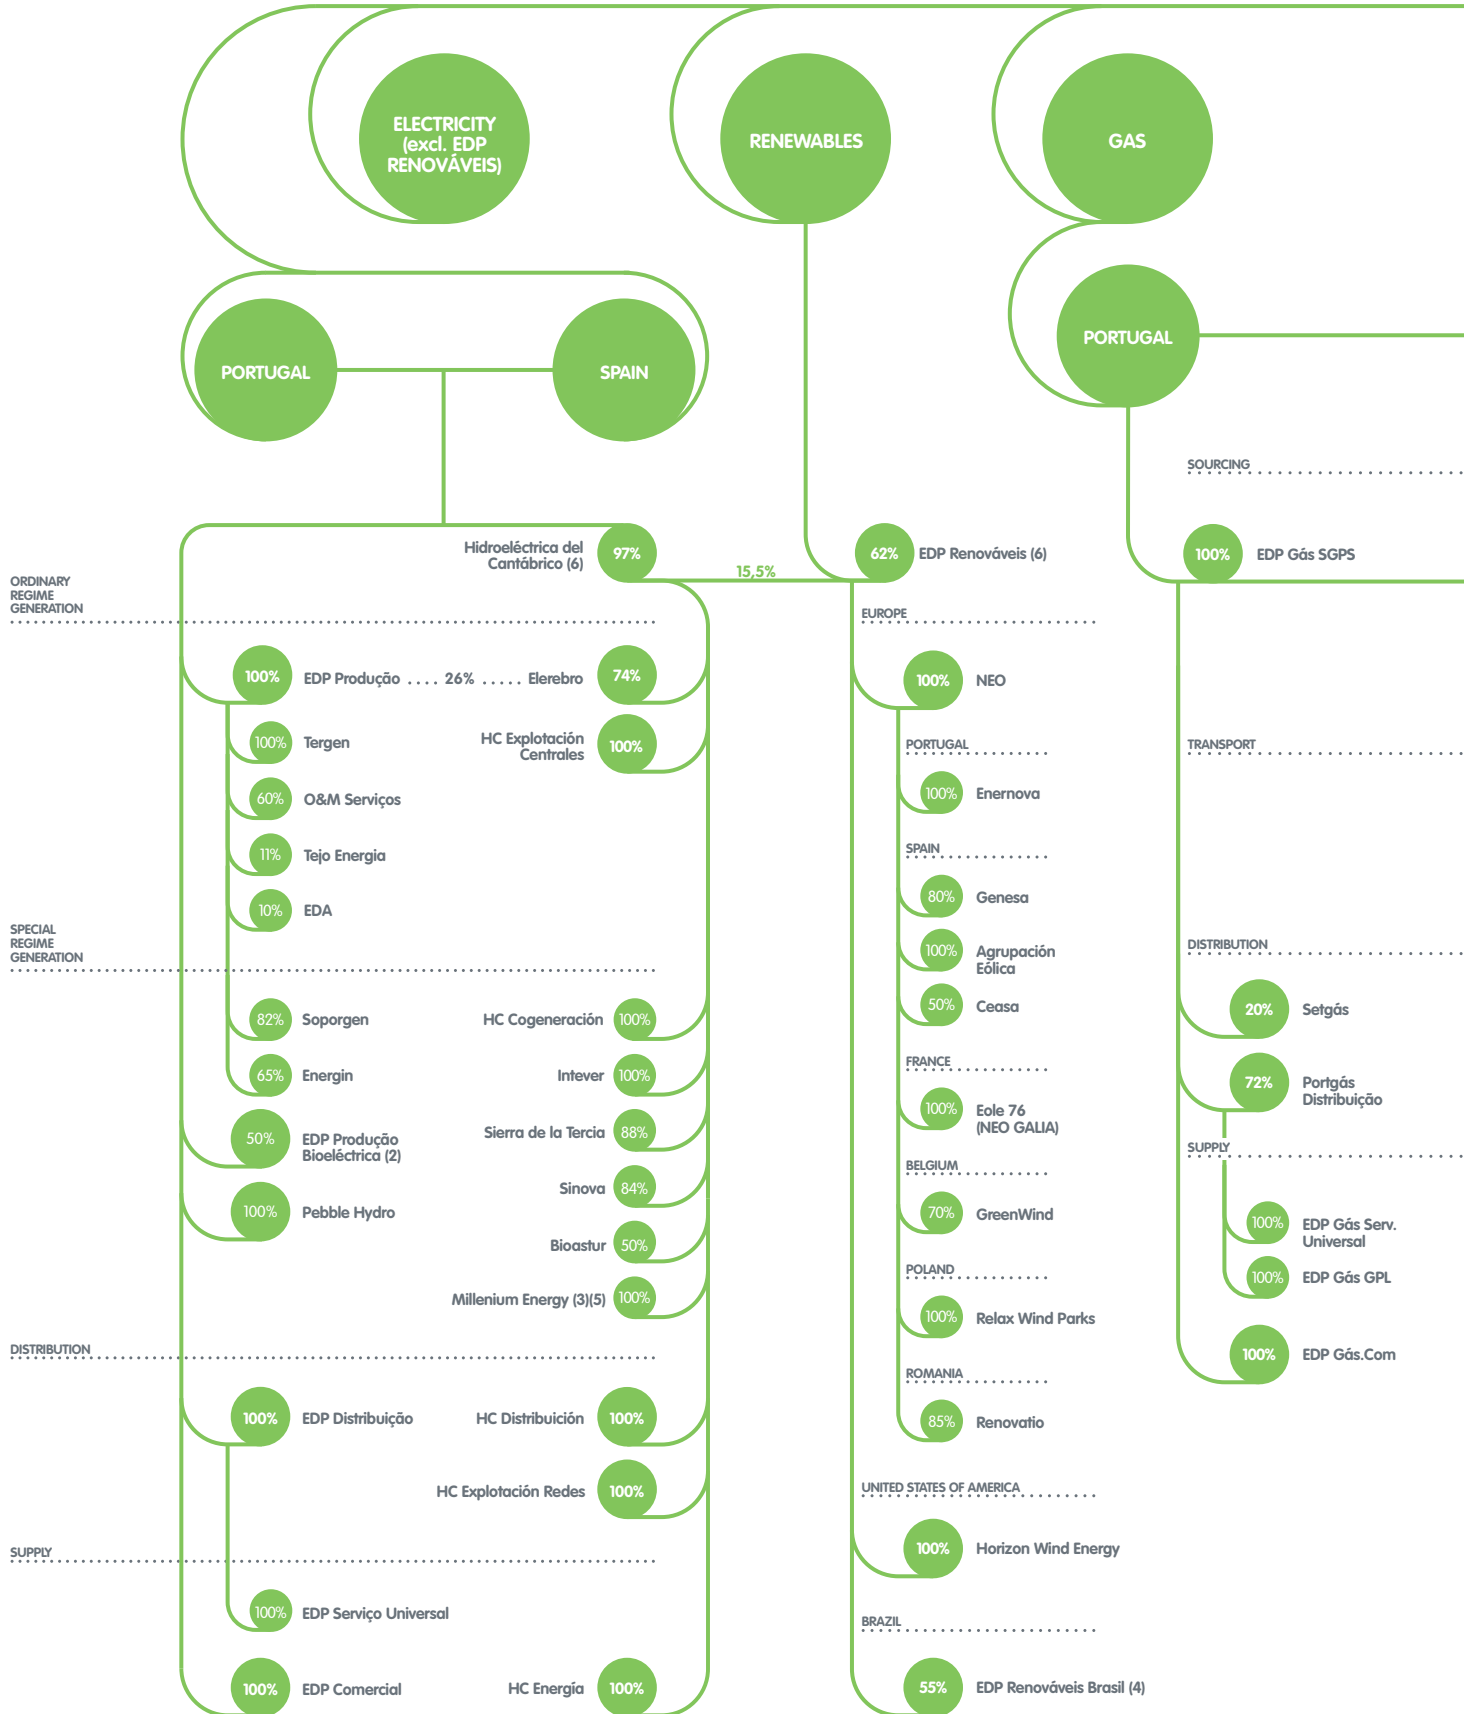 ELECTRICITY
(excl. EDP
RENOVÁVEIS)
RENEWABLES
GAS
PORTUGAL
SPAIN
PORTUGAL
SOURCING
Hidroeléctrica del
Cantábrico (6)
97%
15,5%
62%
EDP Renováveis (6)
100%
EDP Gás SGPS
ORDINARY
REGIME
GENERATION
100%
EDP Produção .... 26% ..... Elerebro
74%
100%
Tergen
HC Explotación
Centrales
100%
60%
O&M Serviços
11%
Tejo Energia
10%
EDA
SPECIAL
REGIME
GENERATION
82%
Soporgen
HC Cogeneración
100%
65%
Energin
Intever
100%
50%
EDP Produção
Bioeléctrica (2)
Sierra de la Tercia
88%
100%
Pebble Hydro
Sinova
84%
Bioastur
50%
Millenium Energy (3)(5)
100%
DISTRIBUTION
100%
EDP Distribuição
HC Distribuición
100%
HC Explotación Redes
100%
SUPPLY
100%
EDP Serviço Universal
100%
EDP Comercial
HC Energía
100%
EUROPE
100%
NEO
PORTUGAL
100%
Enernova
SPAIN
80%
Genesa
100%
Agrupación
Eólica
50%
Ceasa
FRANCE
100%
Eole 76
(NEO GALIA)
BELGIUM
70%
GreenWind
POLAND
100%
Relax Wind Parks
ROMANIA
85%
Renovatio
UNITED STATES OF AMERICA
100%
Horizon Wind Energy
BRAZIL
55%
EDP Renováveis Brasil (4)
TRANSPORT
DISTRIBUTION
20%
Setgás
72%
Portgás
Distribuição
SUPPLY
100%
EDP Gás Serv.
Universal
100%
EDP Gás GPL
100%
EDP Gás.Com